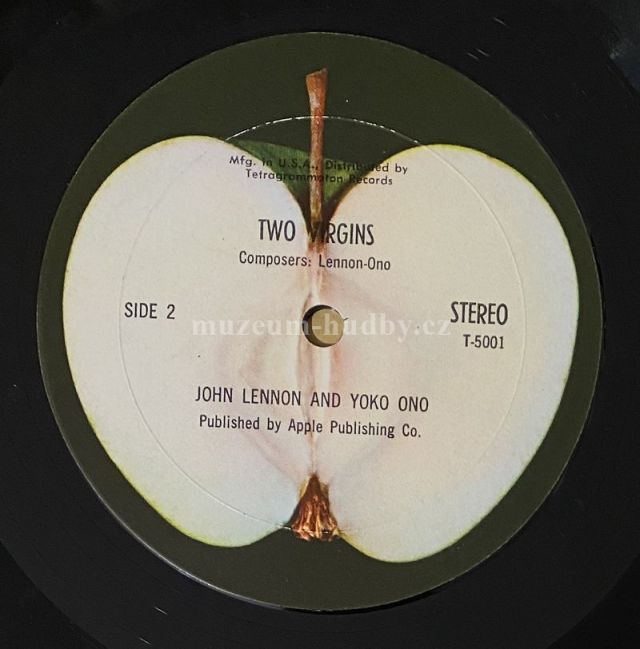 Mfg. in U.S.A., Distributed by
Tetragrammaton Records
TWO VIRGINS
Composers: Lennon-Ono
SIDE 2
STEREO
T-5001
muzeum-hudby.cz
JOHN LENNON AND YOKO ONO
Published by Apple Publishing Co.